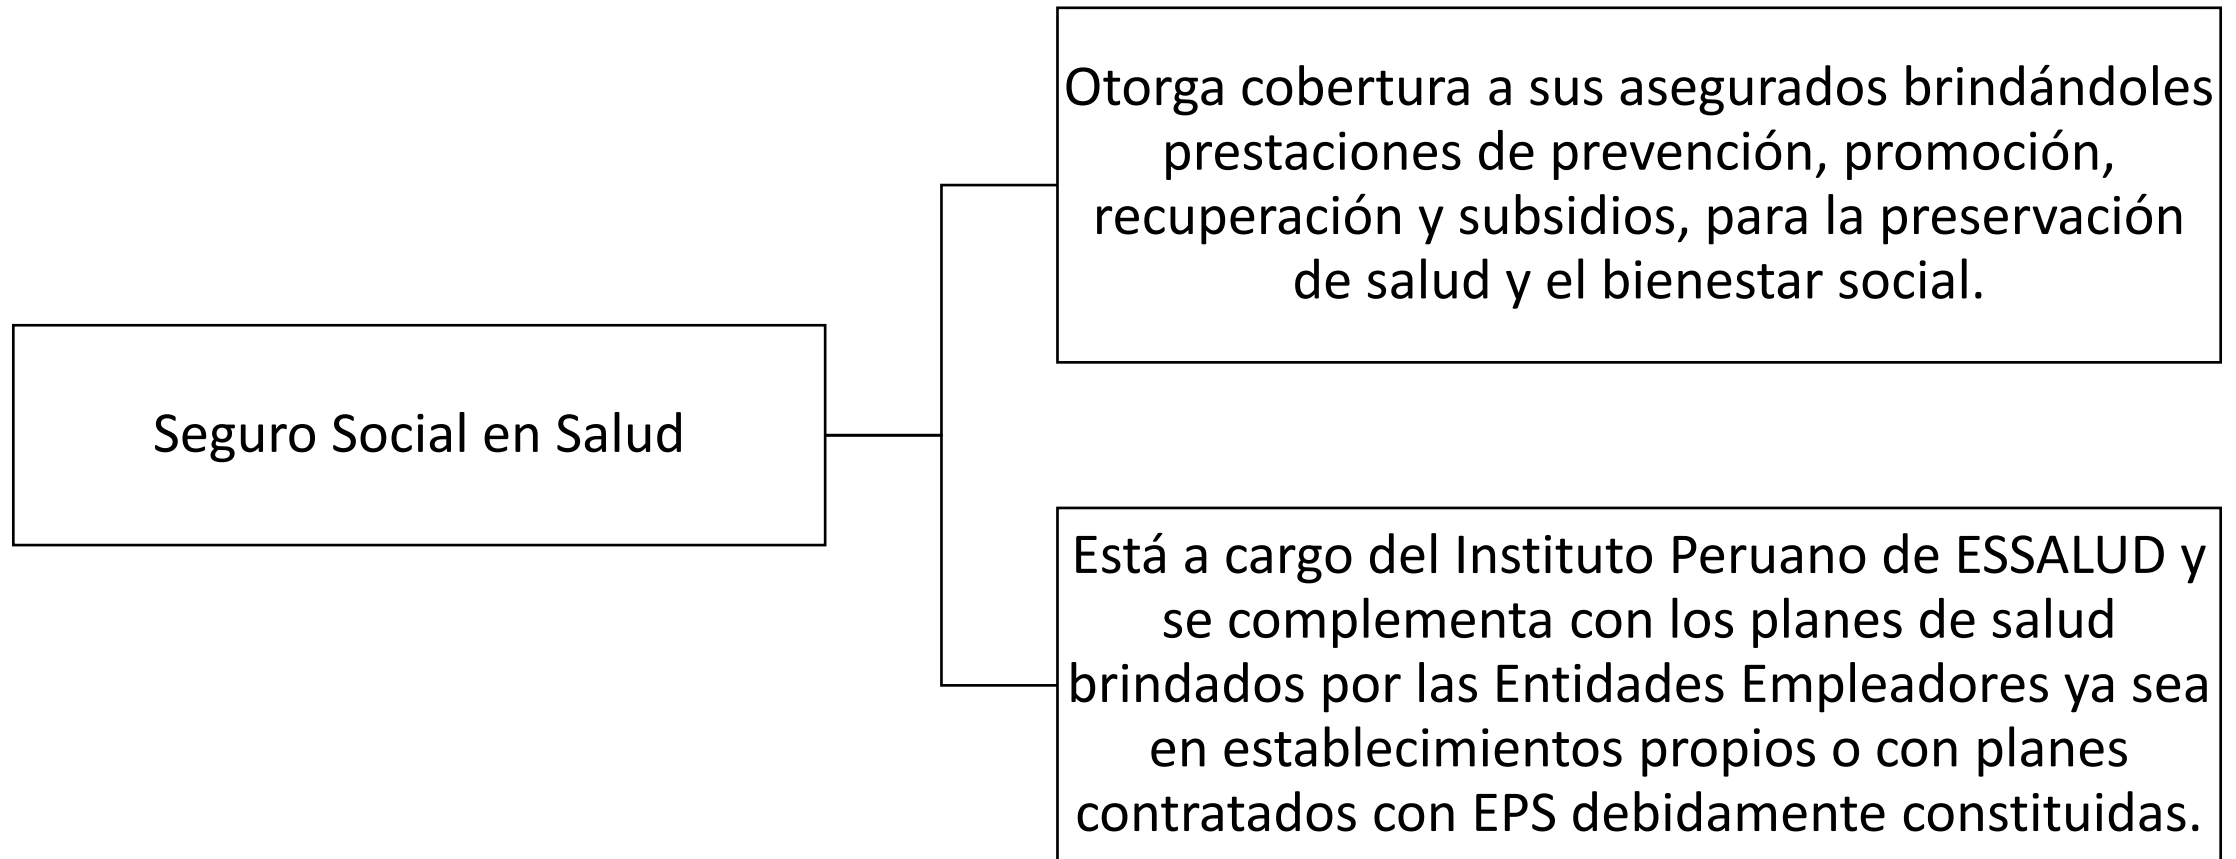 Seguro Social en Salud
Otorga cobertura a sus asegurados brindándoles
prestaciones de prevención, promoción,
recuperación y subsidios, para la preservación
de salud y el bienestar social.
Está a cargo del Instituto Peruano de ESSALUD y
se complementa con los planes de salud
brindados por las Entidades Empleadores ya sea
en establecimientos propios o con planes
contratados con EPS debidamente constituidas.